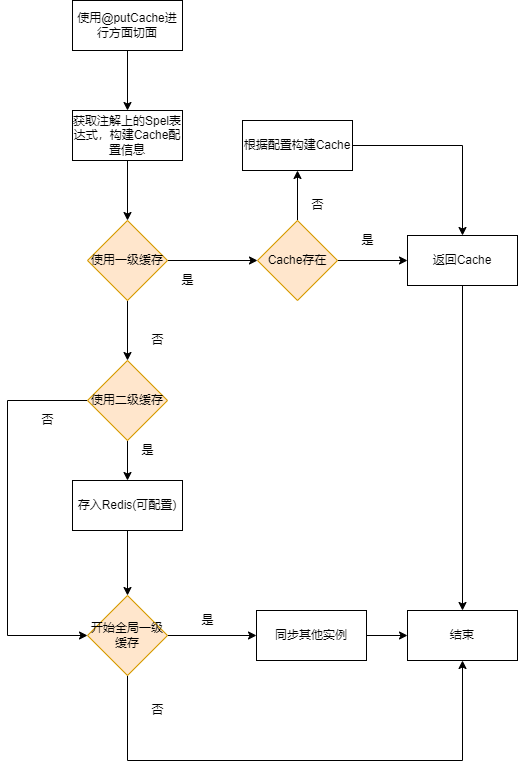 使用@putCache进
行方面切面
获取注解上的Spel表
达式，构建Cache配
置信息
根据配置构建Cache
否
使用一级缓存
是
Cache存在
是
返回Cache
否
使用二级缓存
否
是
存入Redis(可配置)
开始全局一级
缓存
是
同步其他实例
结束
否